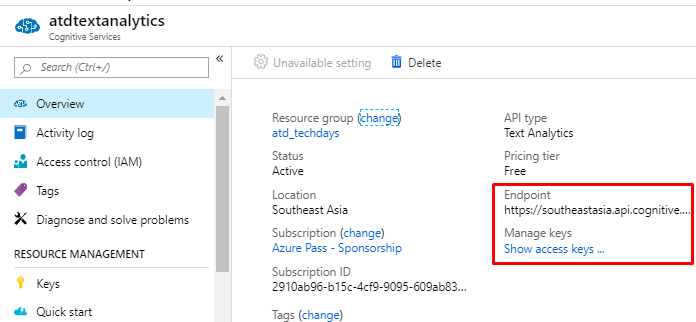 atdtextanalytics
Cognitive Services
Search (Ctrl+/)
«
Overview
Activity log
Access control (IAM)
Tags
Diagnose and solve problems
RESOURCE MANAGEMENT
Keys
Quick start
Unavailable setting
Delete
Resource group (change)
atd_techdays
Status
Active
Location
Southeast Asia
Subscription (change)
Azure Pass - Sponsorship
Subscription ID
2910ab96-b15c-4cf9-9095-609ab83...
Tags (change)
API type
Text Analytics
Pricing tier
Free
Endpoint
https://southeastasia.api.cognitive....
Manage keys
Show access keys ...